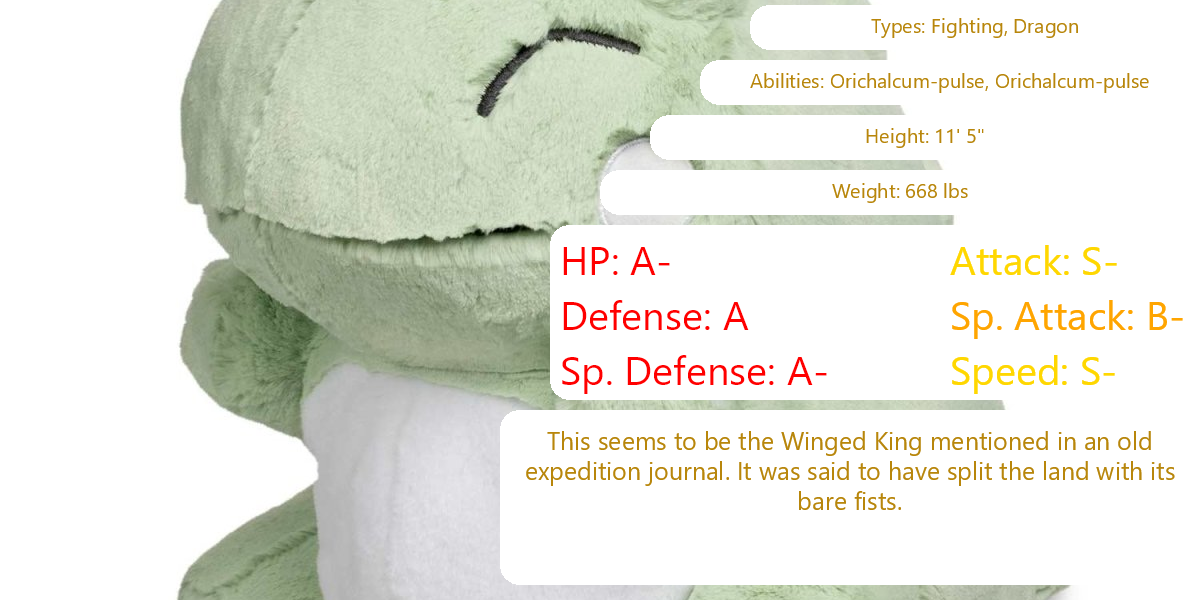 Types: Fighting, Dragon
Abilities: Orichalcum-pulse, Orichalcum-pulse
Height: 11' 5"
Weight: 668 lbs
HP: A-
Attack: S-
Defense: A
Sp. Attack: B-
Sp. Defense: A-
Speed: S-
This seems to be the Winged King mentioned in an old
expedition journal. It was said to have split the land with its
bare fists.